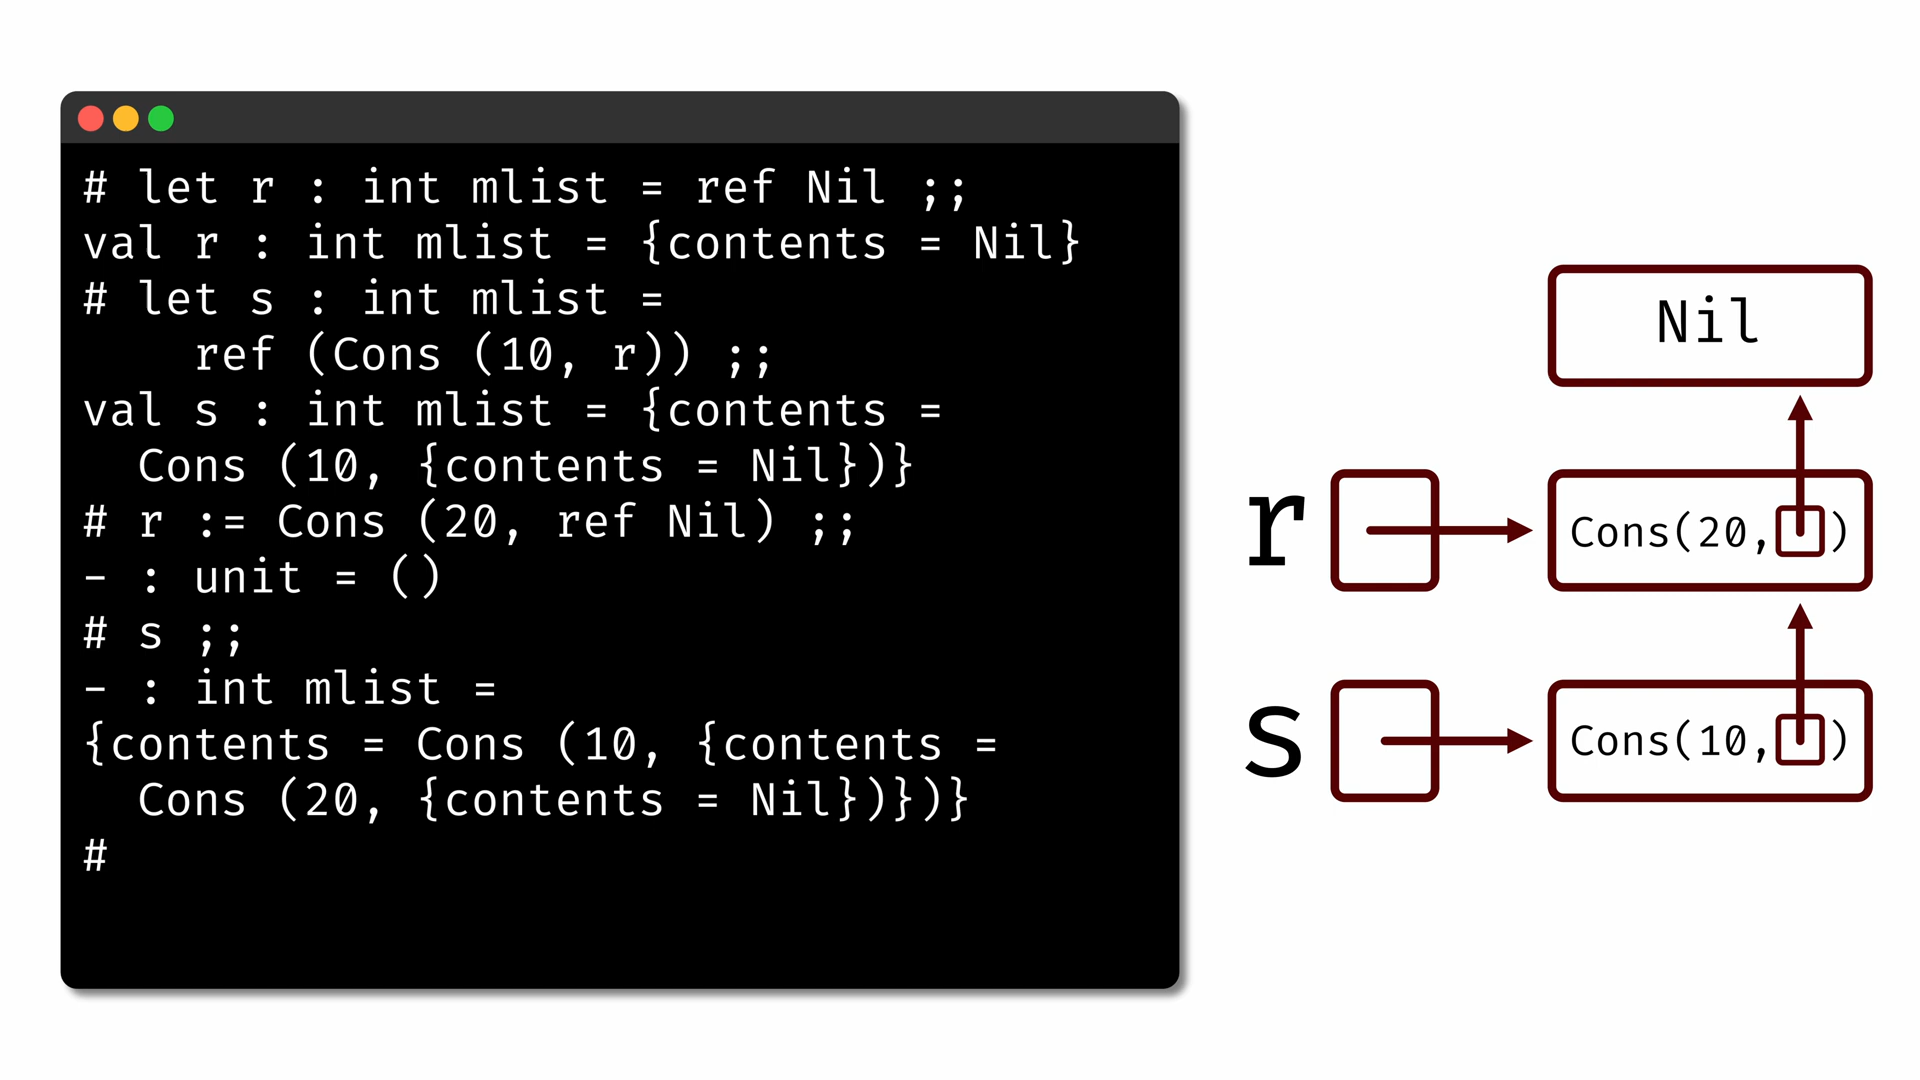 # let r : int mlist = ref Nil ;;
val r : int mlist = {contents = Nil}
# let s : int mlist =
    ref (Cons (10, r)) ;;
val s : int mlist = {contents =
  Cons (10, {contents = Nil})}
# r := Cons (20, ref Nil) ;;
- : unit = ()
# s ;;
- : int mlist =
{contents = Cons (10, {contents =
  Cons (20, {contents = Nil})})}
#
Nil
r
Cons(20, )
s
Cons(10, )